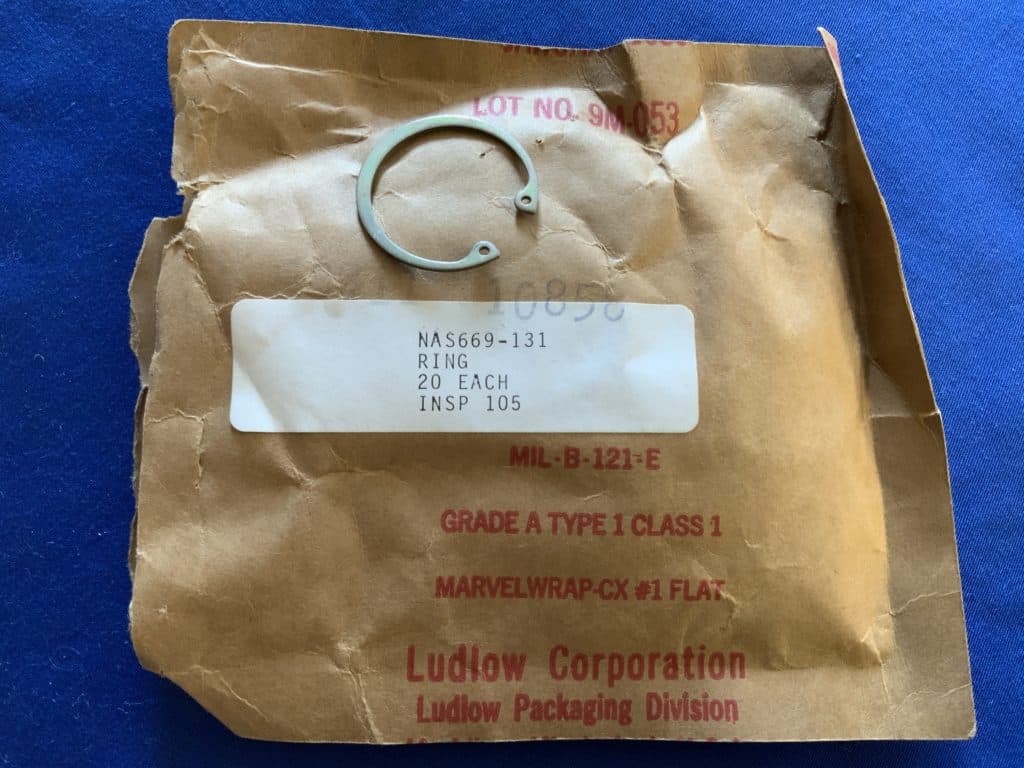 LOT NO. 9M-053
10858
NAS669-131
RING
20 EACH
INSP 105
MIL-B-121-E
GRADE A TYPE 1 CLASS 1
MARVELWRAP-CX #1 FLAT
Ludlow Corporation
Ludlow Packaging Division